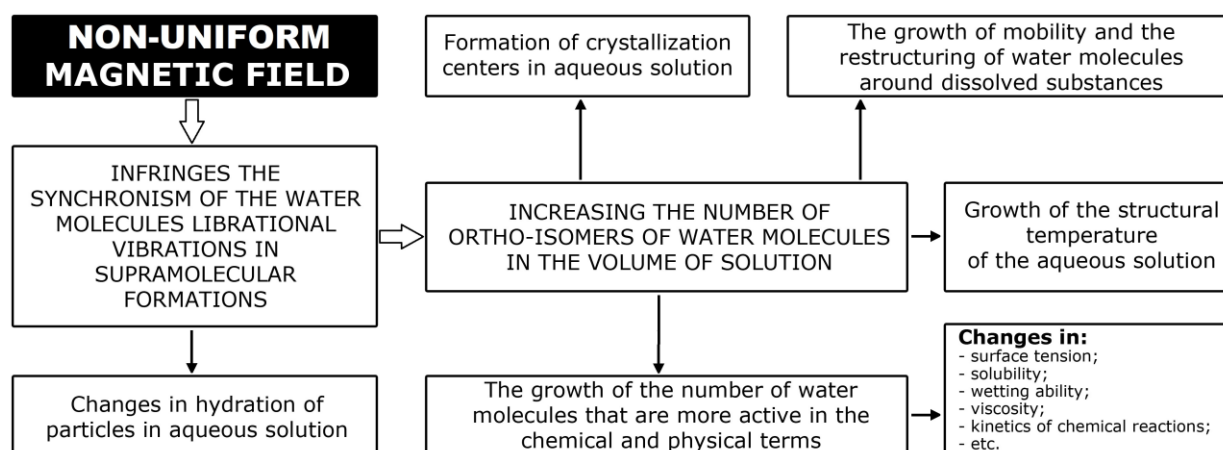 NON-UNIFORM
MAGNETIC FIELD
Formation of crystallization
centers in aqueous solution
The growth of mobility and the
restructuring of water molecules
around dissolved substances
INFRINGES THE
SYNCHRONISM OF THE WATER
MOLECULES LIBRATIONAL
VIBRATIONS IN
SUPRAMOLECULAR
FORMATIONS
INCREASING THE NUMBER OF
ORTHO-ISOMERS OF WATER MOLECULES
IN THE VOLUME OF SOLUTION
Growth of the structural
temperature
of the aqueous solution
Changes in hydration of
particles in aqueous solution
The growth of the number of water
molecules that are more active in the
chemical and physical terms
Changes in:
- surface tension;
- solubility;
- wetting ability;
- viscosity;
- kinetics of chemical reactions;
- etc.